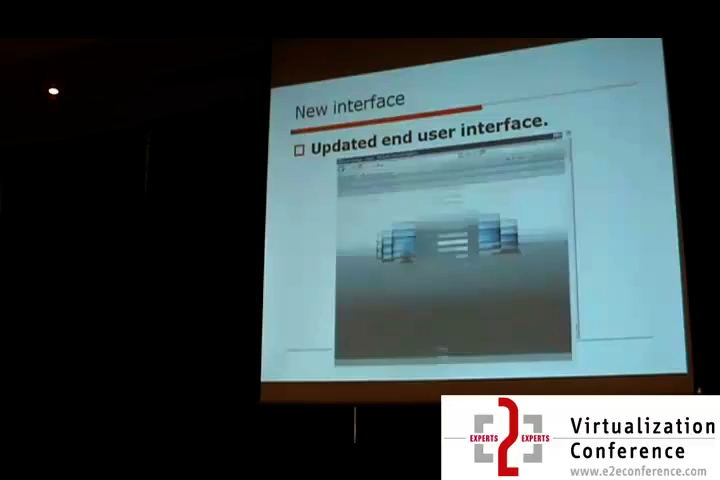 New interface
Updated end user interface.
EXPERTS 2 EXPERTS
Virtualization
Conference
www.e2econference.com